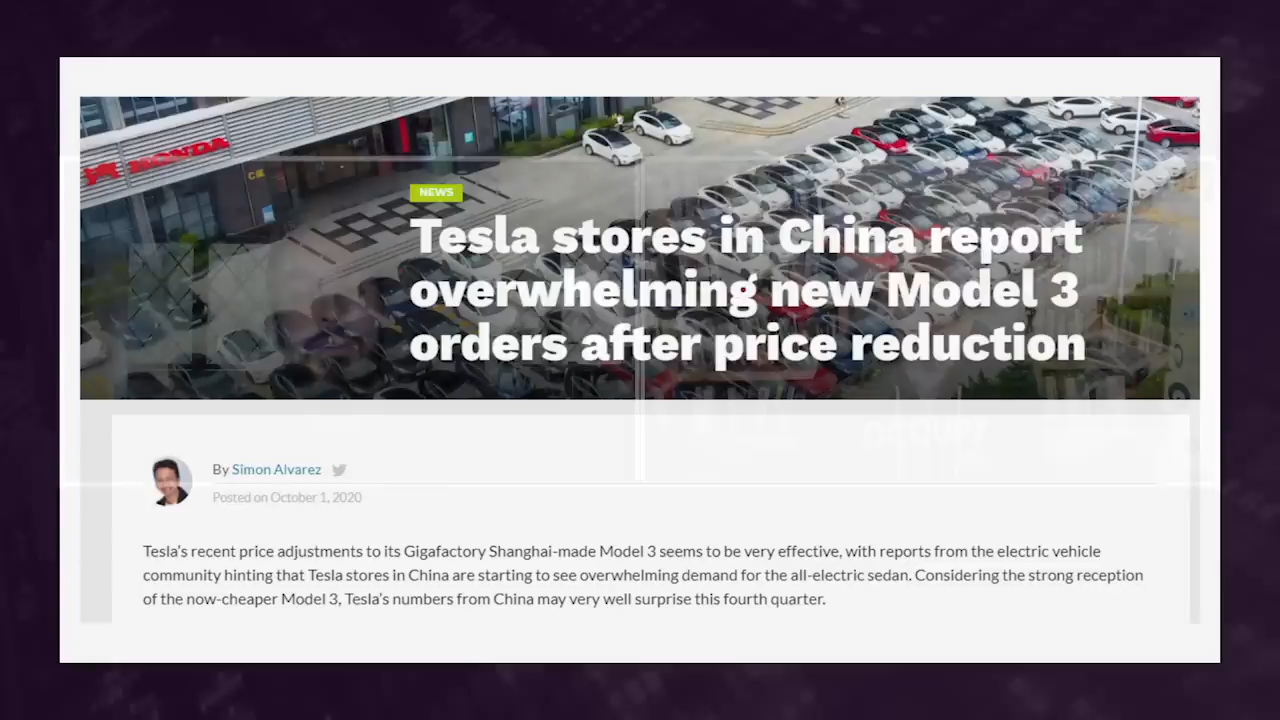 HONDA
NEWS
Tesla stores in China report
overwhelming new Model 3
orders after price reduction
By Simon Alvarez
Posted on October 1, 2020
Tesla's recent price adjustments to its Gigafactory Shanghai-made Model 3 seems to be very effective, with reports from the electric vehicle
community hinting that Tesla stores in China are starting to see overwhelming demand for the all-electric sedan. Considering the strong reception
of the now-cheaper Model 3, Tesla's numbers from China may very well surprise this fourth quarter.